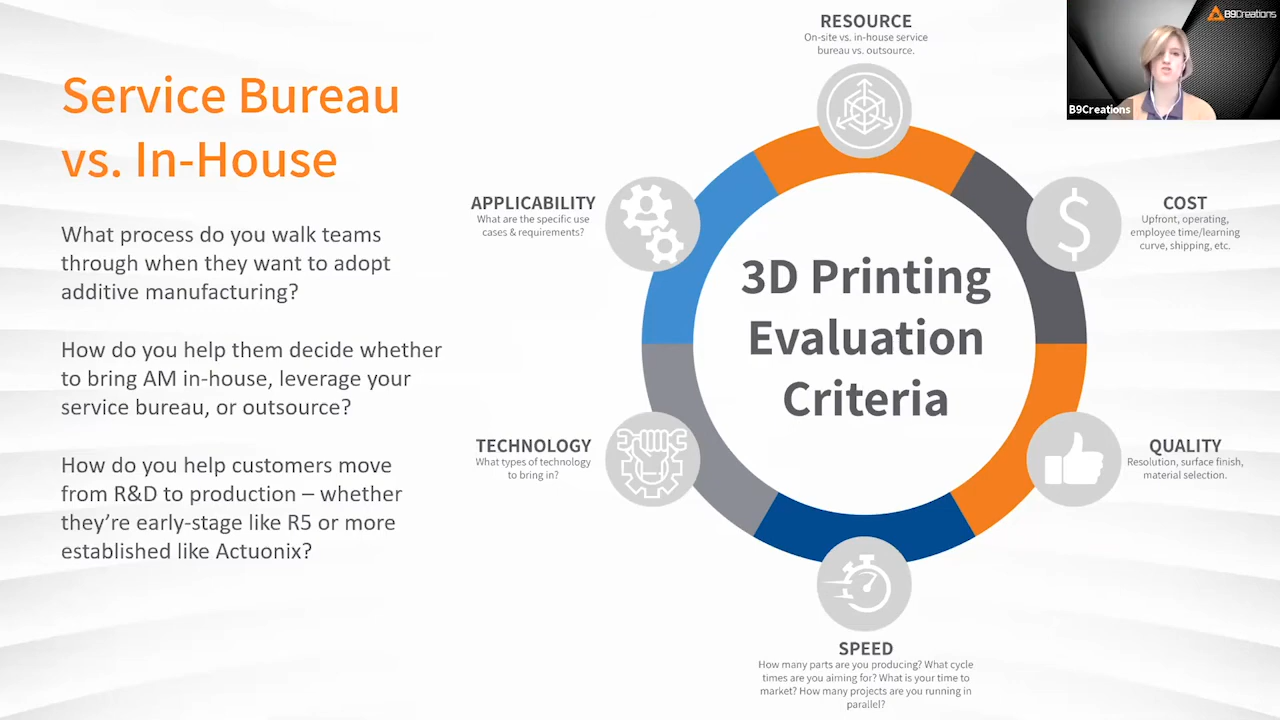 Service Bureau
vs. In-House
What process do you walk teams
through when they want to adopt
additive manufacturing?
How do you help them decide whether
to bring AM in-house, leverage your
service bureau, or outsource?
How do you help customers move
from R&D to production – whether
they're early-stage like R5 or more
established like Actuonix?
3D Printing
Evaluation
Criteria
RESOURCE
On-site vs. in-house service
bureau vs. outsource.
COST
Upfront, operating,
employee time/learning
curve, shipping, etc.
QUALITY
Resolution, surface finish,
material selection.
SPEED
How many parts are you producing? What cycle
times are you aiming for? What is your time to
market? How many projects are you running in
parallel?
TECHNOLOGY
What types of technology
to bring in?
APPLICABILITY
What are the specific use
cases & requirements?
B9Creations
B9Creations